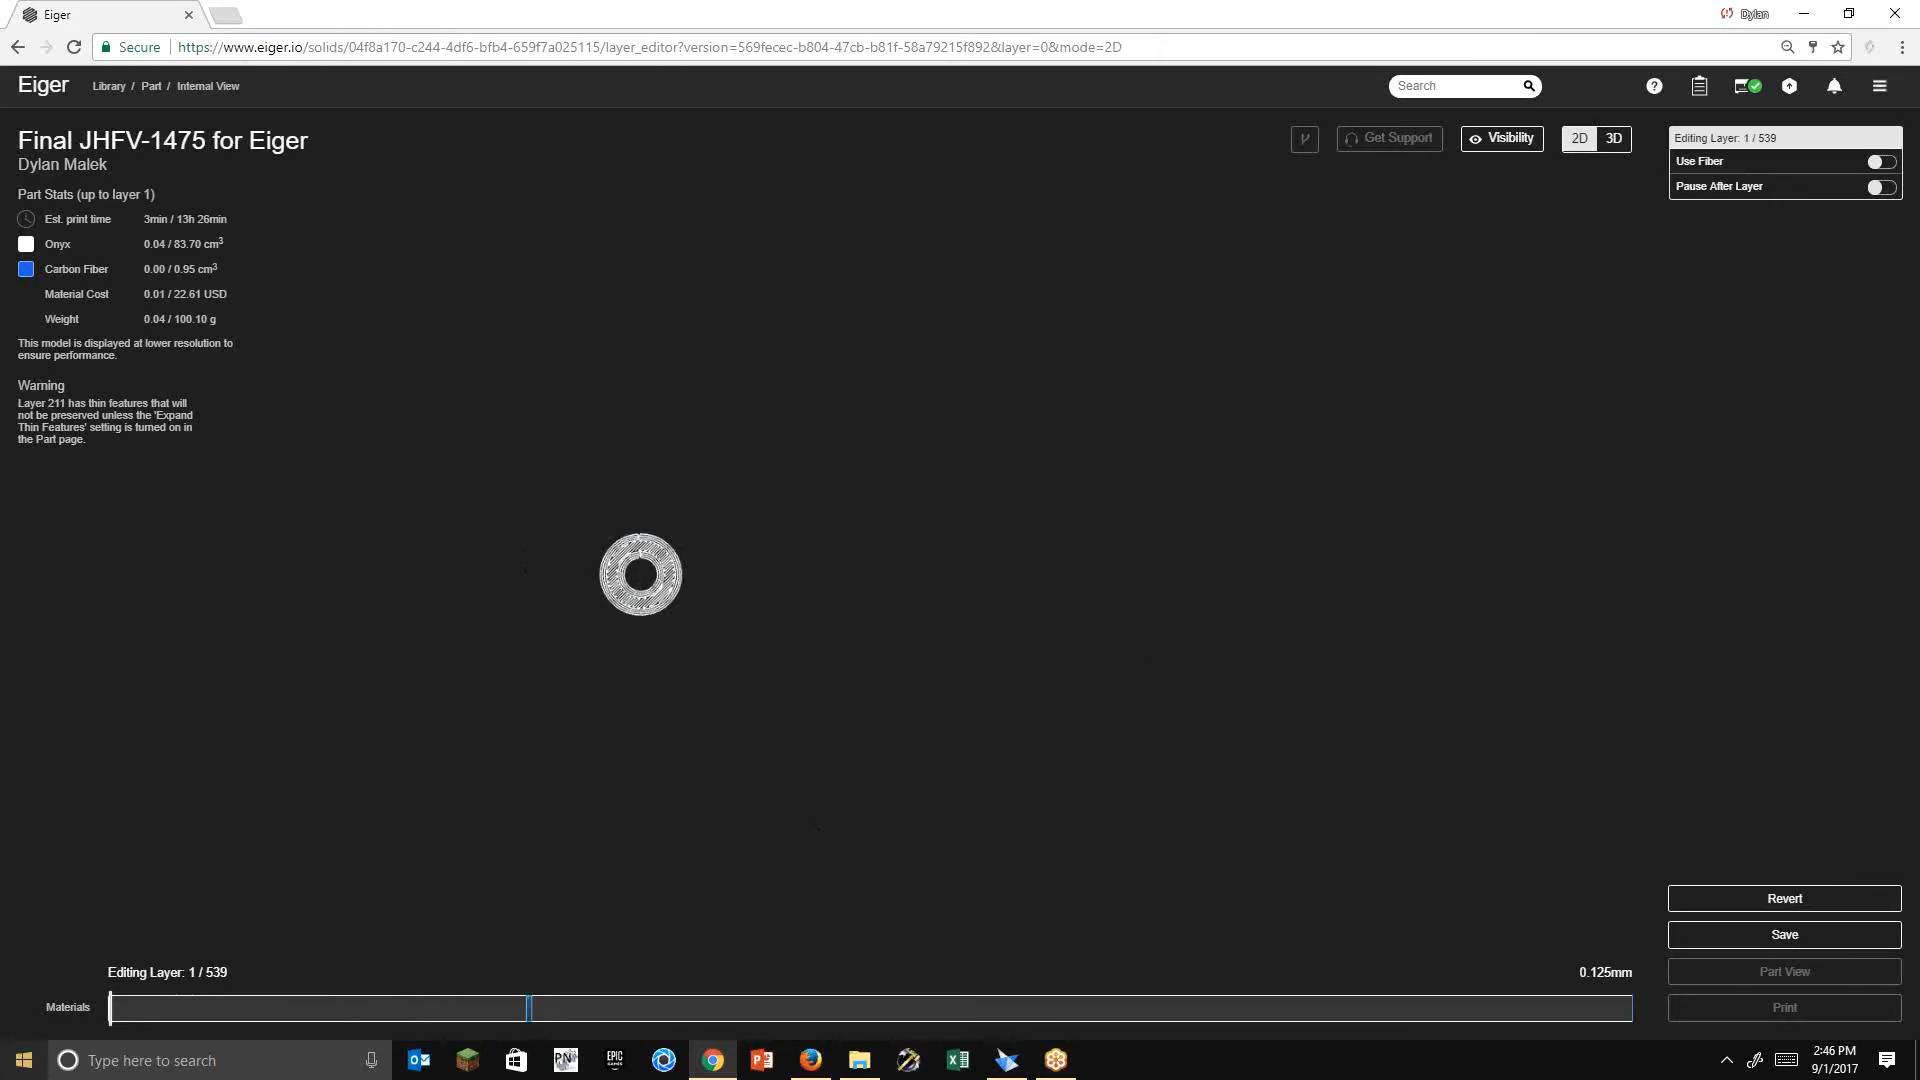 Eiger
Dylan
Secure
https://www.eiger.io/solids/04f8a170-c244-4df6-bfb4-659f7a025115/layer_editor?version=569fecec-b804-47cb-b81f-58a79215f892&layer=0&mode=2D
Eiger
Library / Part / Internal View
Search
Final JHFV-1475 for Eiger
Dylan Malek
Get Support
Visibility
2D
3D
Editing Layer: 1 / 539
Use Fiber
Pause After Layer
Part Stats (up to layer 1)
Est. print time 3min / 13h 26min
Onyx 0.04 / 83.70 cm3
Carbon Fiber 0.00 / 0.95 cm3
Material Cost 0.01 / 22.61 USD
Weight 0.04 / 100.10 g
This model is displayed at lower resolution to
ensure performance.
Warning
Layer 211 has thin features that will
not be preserved unless the 'Expand
Thin Features' setting is turned on in
the Part page.
Revert
Save
Part View
Print
Editing Layer: 1 / 539
0.125mm
Materials
Type here to search
EPIC
GAMES
2:46 PM
9/1/2017